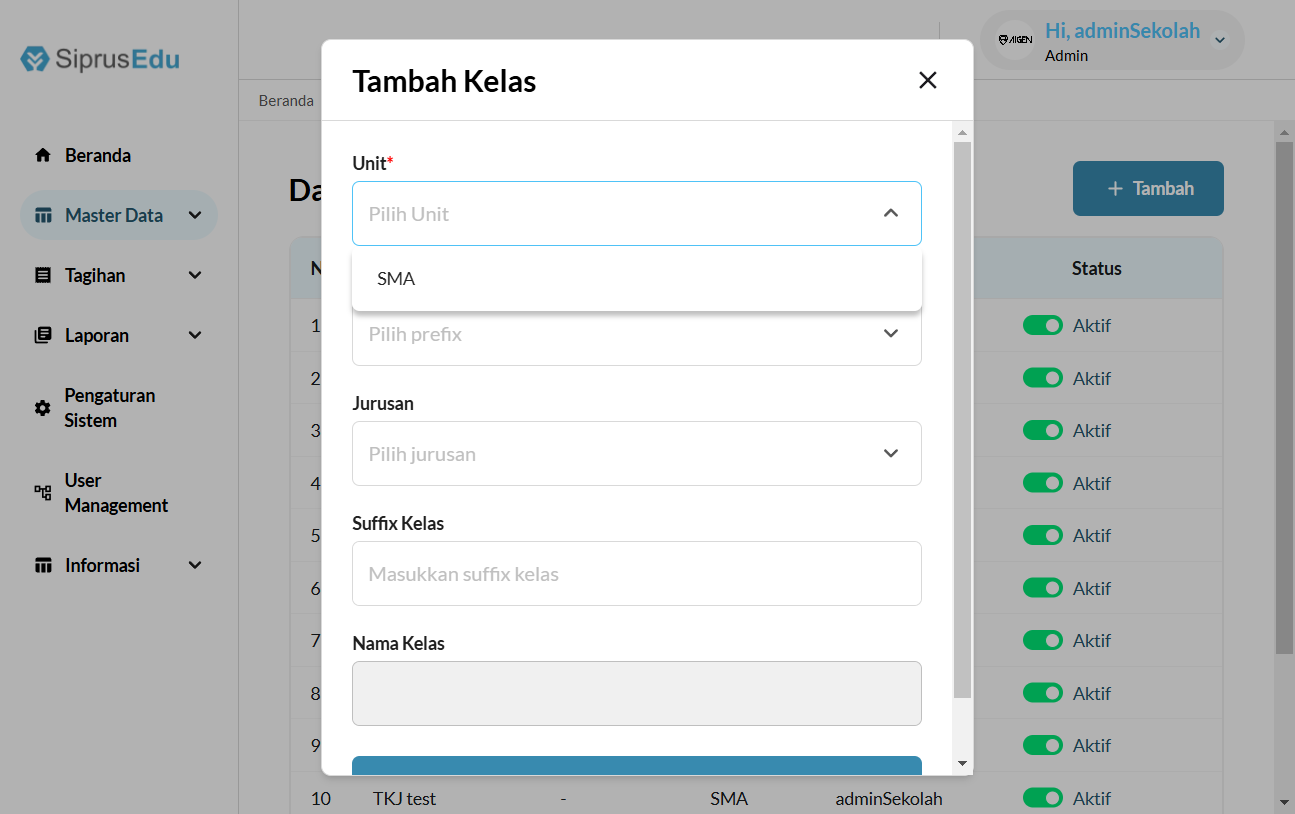 SiprusEdu
AIGEN
Hi, adminSekolah
Admin
Beranda
Beranda
Master Data
Tagihan
Laporan
Pengaturan
Sistem
User
Management
Informasi
Tambah
Status
1
Aktif
2
Aktif
3
Aktif
4
Aktif
5
Aktif
6
Aktif
7
Aktif
8
Aktif
9
Aktif
10 TKJ test - SMA adminSekolah Aktif
Tambah Kelas
Unit*
Pilih Unit
SMA
Pilih prefix
Jurusan
Pilih jurusan
Suffix Kelas
Masukkan suffix kelas
Nama Kelas